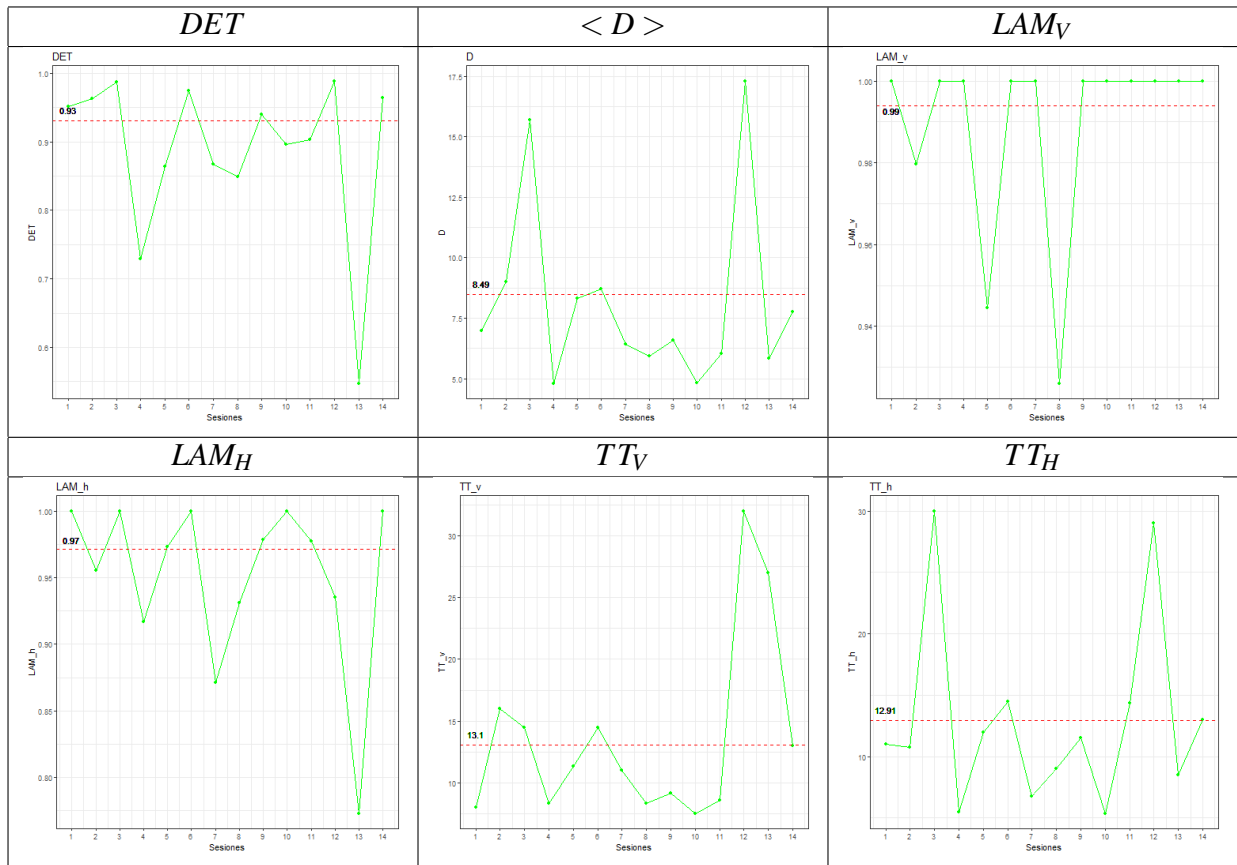 DET
< D >
LAM_V
DET
1.0
0.93
0.9
0.8
0.7
0.6
DET
1 2 3 4 5 6 7 8 9 10 11 12 13 14
Sesiones
D
17.5
15.0
12.5
10.0
8.49
7.5
5.0
D
1 2 3 4 5 6 7 8 9 10 11 12 13 14
Sesiones
LAM_v
1.00
0.99
0.98
0.96
0.94
LAM_v
1 2 3 4 5 6 7 8 9 10 11 12 13 14
Sesiones
LAM_H
TT_V
TT_H
LAM_h
1.00
0.97
0.95
0.90
0.85
0.80
LAM_h
1 2 3 4 5 6 7 8 9 10 11 12 13 14
Sesiones
TT_v
30
25
20
15
13.1
10
TT_v
1 2 3 4 5 6 7 8 9 10 11 12 13 14
Sesiones
TT_h
30
20
12.91
10
TT_h
1 2 3 4 5 6 7 8 9 10 11 12 13 14
Sesiones